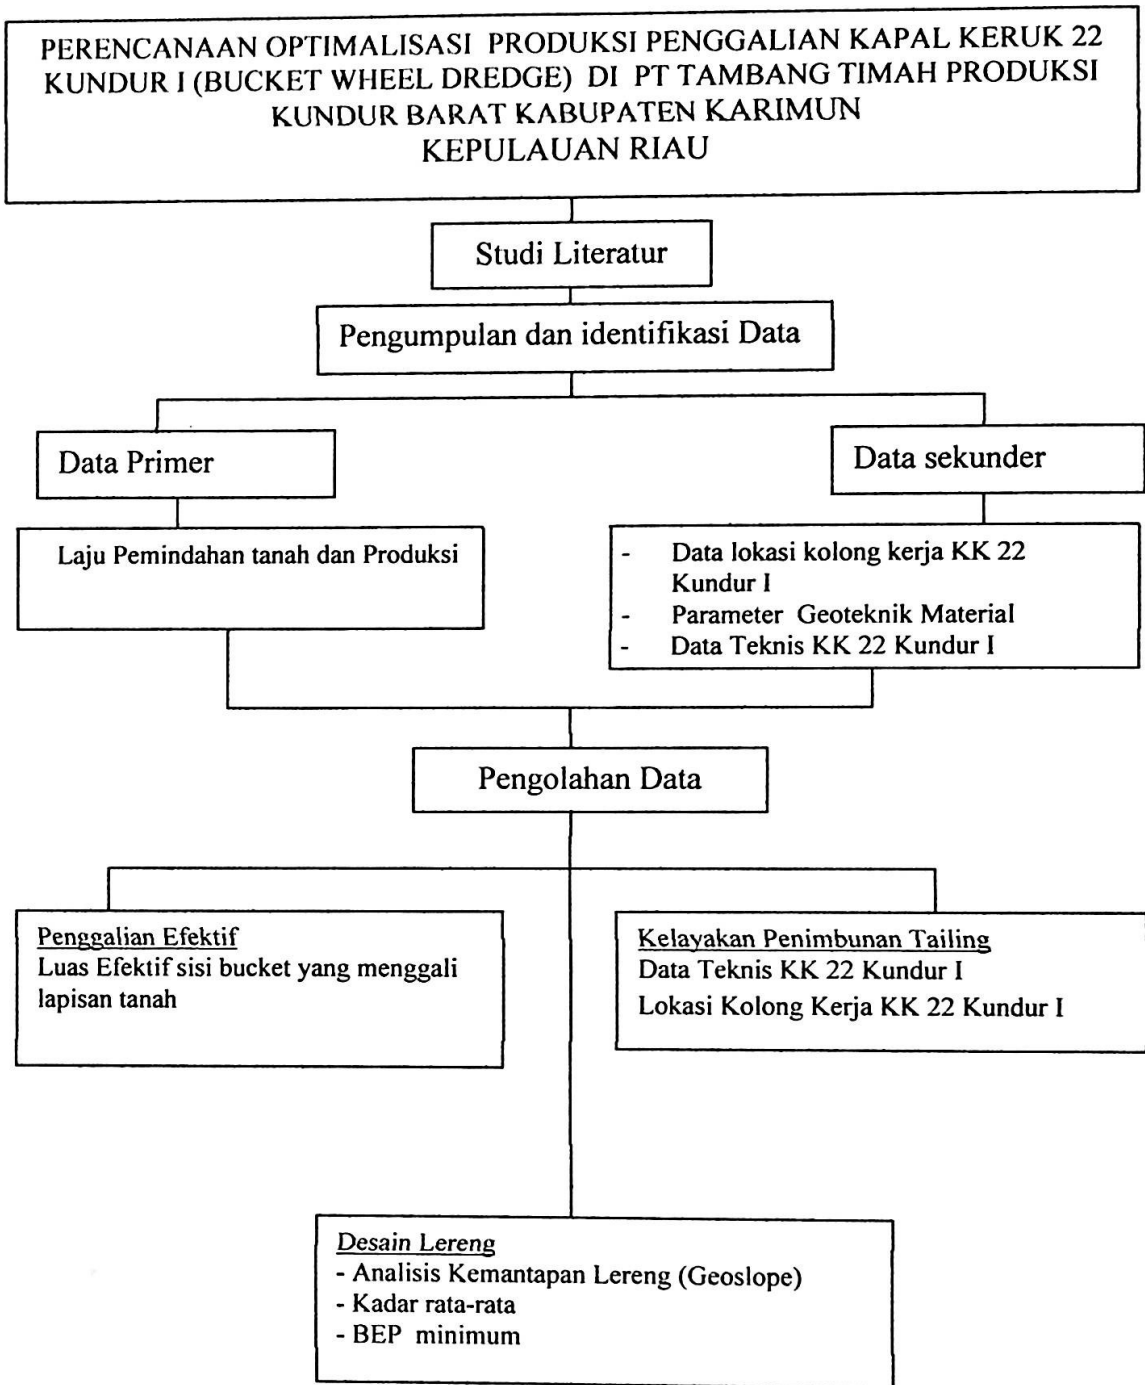 PERENCANAAN OPTIMALISASI PRODUKSI PENGGALIAN KAPAL KERUK 22
KUNDUR I (BUCKET WHEEL DREDGE) DI PT TAMBANG TIMAH PRODUKSI
KUNDUR BARAT KABUPATEN KARIMUN
KEPULAUAN RIAU
Studi Literatur
Pengumpulan dan identifikasi Data
Data Primer
Data sekunder
Laju Pemindahan tanah dan Produksi
- Data lokasi kolong kerja KK 22
Kundur I
- Parameter Geoteknik Material
- Data Teknis KK 22 Kundur I
Pengolahan Data
Penggalian Efektif
Luas Efektif sisi bucket yang menggali
lapisan tanah
Kelayakan Penimbunan Tailing
Data Teknis KK 22 Kundur I
Lokasi Kolong Kerja KK 22 Kundur I
Desain Lereng
- Analisis Kemantapan Lereng (Geoslope)
- Kadar rata-rata
- BEP minimum